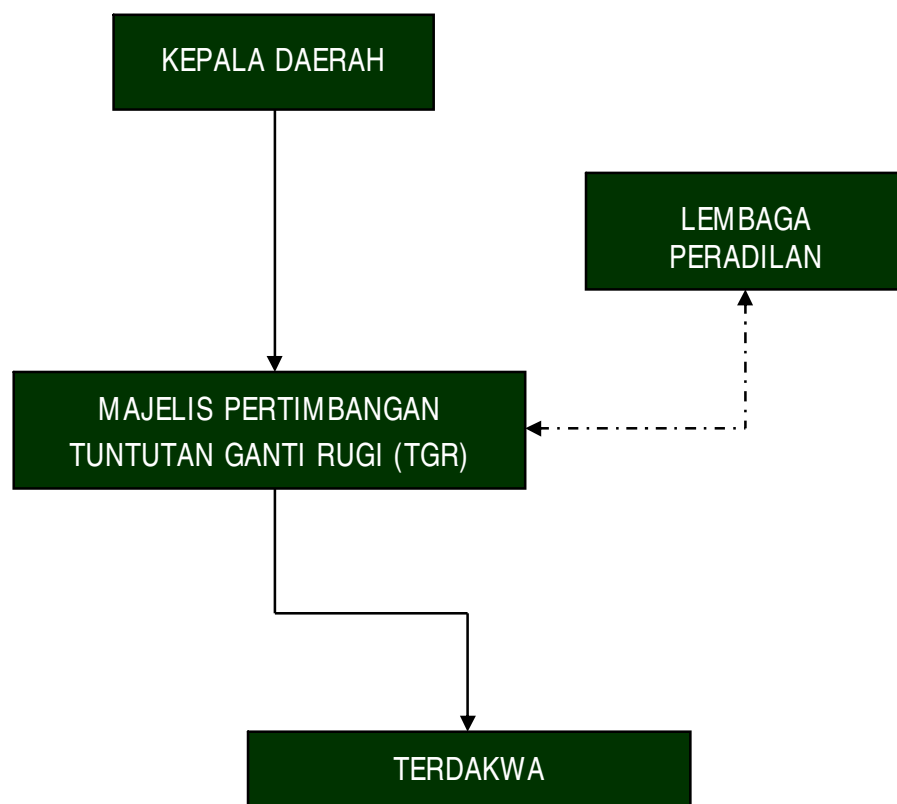 KEPALA DAERAH
LEMBAGA
PERADILAN
MAJELIS PERTIMBANGAN
TUNTUTAN GANTI RUGI (TGR)
TERDAKWA